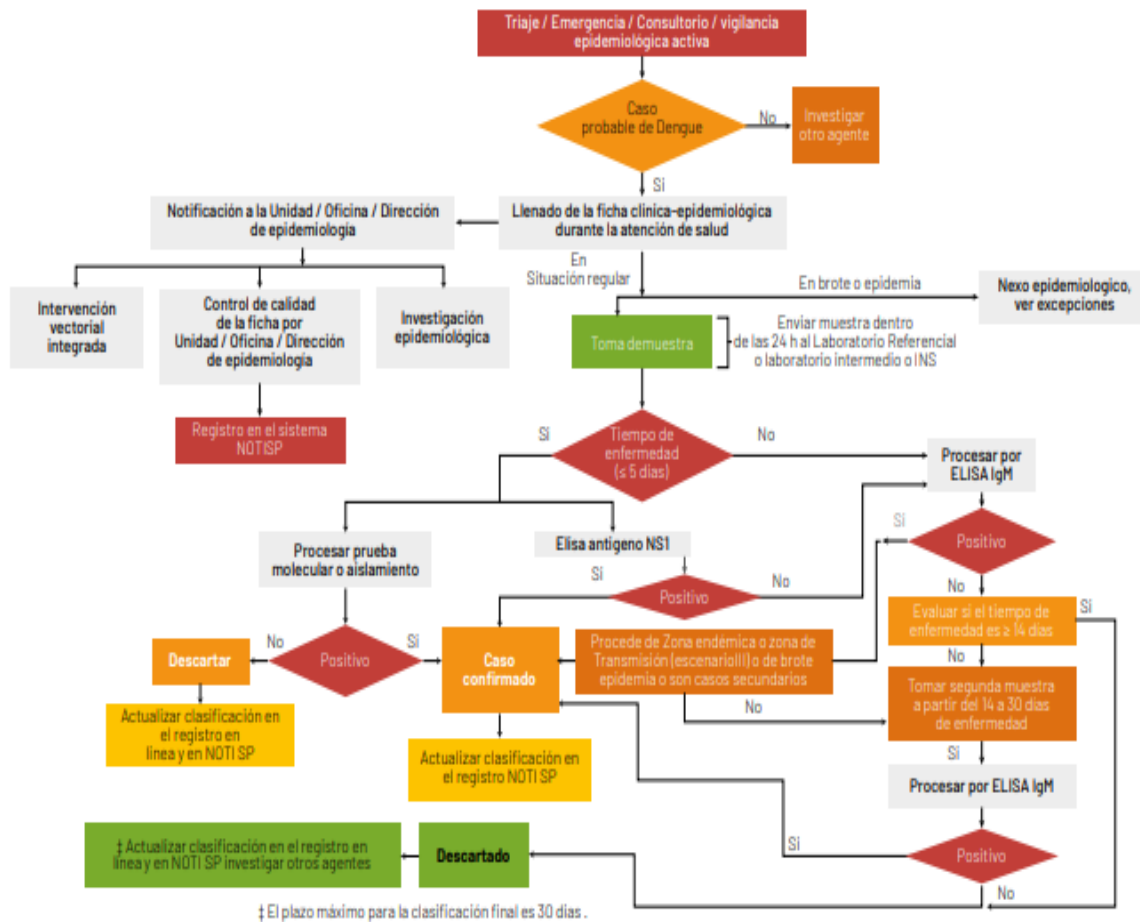 Triaje / Emergencia / Consultorio / vigilancia
epidemiológica activa
Caso
probable de Dengue
No
Investigar
otro agente
Si
Notificación a la Unidad / Oficina / Dirección
de epidemiología
Llenado de la ficha clínica-epidemiológica
durante la atención de salud
En
Situación regular
En brote o epidemia
Nexo epidemiologico,
ver excepciones
Intervención
vectorial
integrada
Control de calidad
de la ficha por
Unidad / Oficina / Dirección
de epidemiología
Investigación
epidemiológica
Toma demuestra
Enviar muestra dentro
de las 24 h al Laboratorio Referencial
o laboratorio intermedio o INS
Registro en el sistema
NOTISP
Si
Tiempo de
enfermedad
(≤ 5 días)
No
Procesar por
ELISA IgM
Procesar prueba
molecular o aislamiento
Elisa antígeno NS1
Si
Positivo
Si
Positivo
No
No
Evaluar si el tiempo de
enfermedad es ≥ 14 días
Si
No
Descartar
No
Positivo
Si
Caso
confirmado
Procede de Zona endémica o zona de
Transmisión (escenarioIII) o de brote
epidemia o son casos secundarios
No
Tomar segunda muestra
a partir del 14 a 30 días
de enfermedad
Actualizar clasificación en
el registro en
línea y en NOTI SP
Actualizar clasificación en
el registro NOTI SP
Si
Procesar por ELISA IgM
‡ Actualizar clasificación en el registro en
línea y en NOTI SP investigar otros agentes
Descartado
Si
Positivo
No
‡ El plazo máximo para la clasificación final es 30 días .